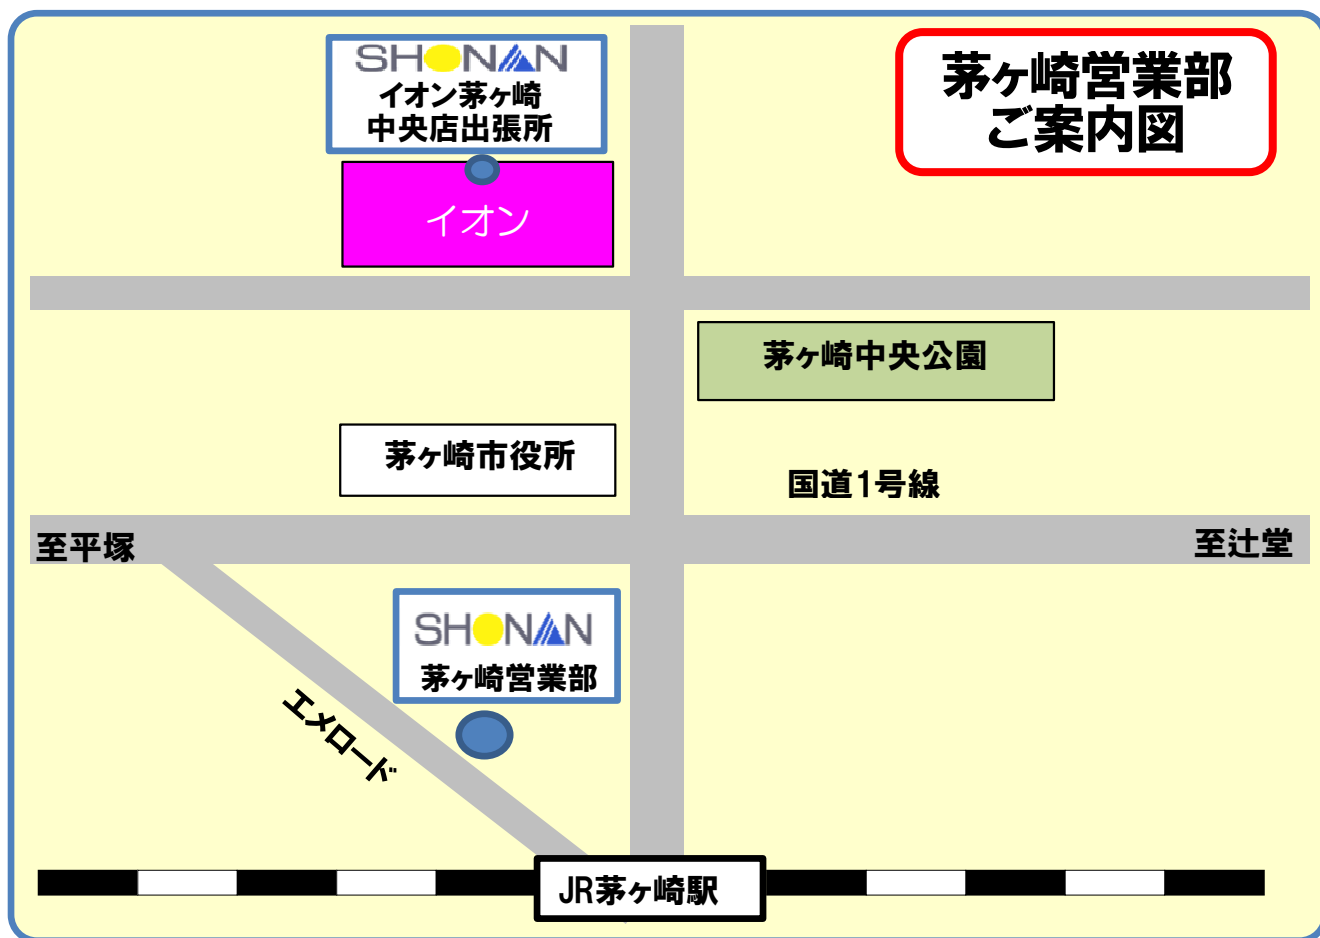 SHONAN
イオン茅ヶ崎
中央店出張所
茅ヶ崎営業部
ご案内図
イオン
茅ヶ崎中央公園
茅ヶ崎市役所
国道1号線
至平塚
至辻堂
SHONAN
茅ヶ崎営業部
エメロード
JR茅ヶ崎駅